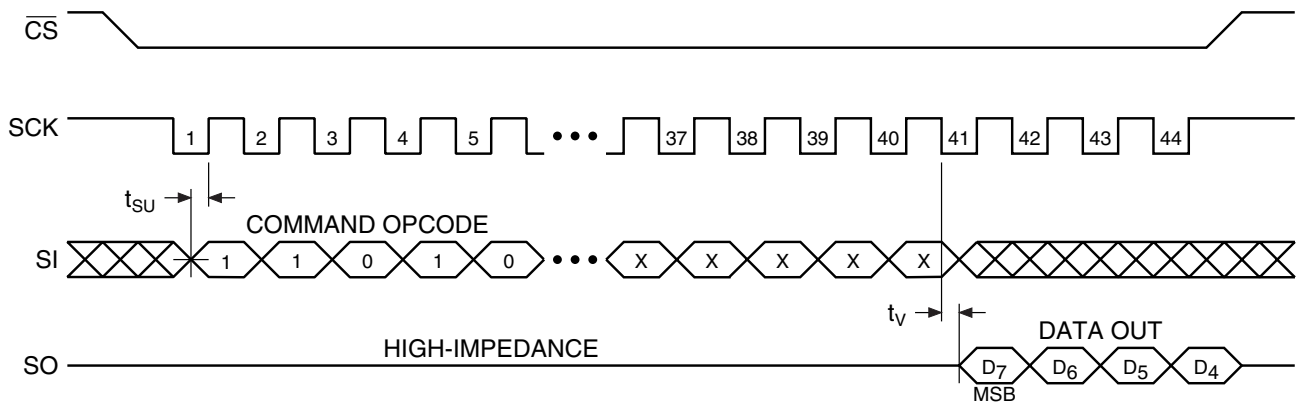 CS
SCK 1 2 3 4 5 ••• 37 38 39 40 41 42 43 44
tSU
COMMAND OPCODE
SI 1 1 0 1 0 ••• X X X X X
tV
DATA OUT
HIGH-IMPEDANCE
SO D7 D6 D5 D4
MSB